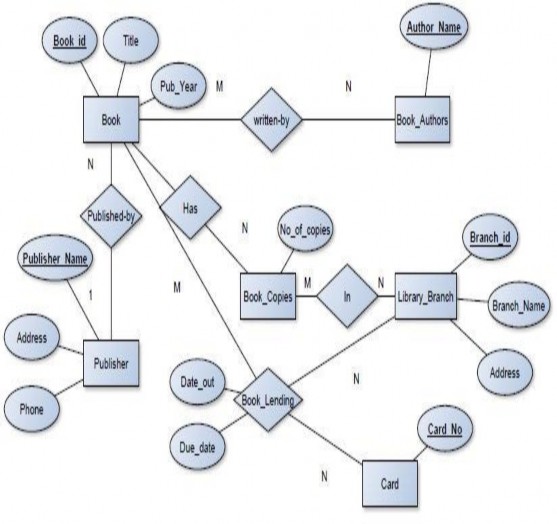 Author_Name
Book_id
Title
Pub_Year
M
N
Book
written-by
Book_Authors
N
Published-by
Has
N
No_of_copies
Branch_id
Publisher_Name
1
M
Book_Copies
M
In
N
Library_Branch
Branch_Name
Address
Publisher
Date_out
Book_Lending
N
Address
Phone
Due_date
Card_No
N
Card